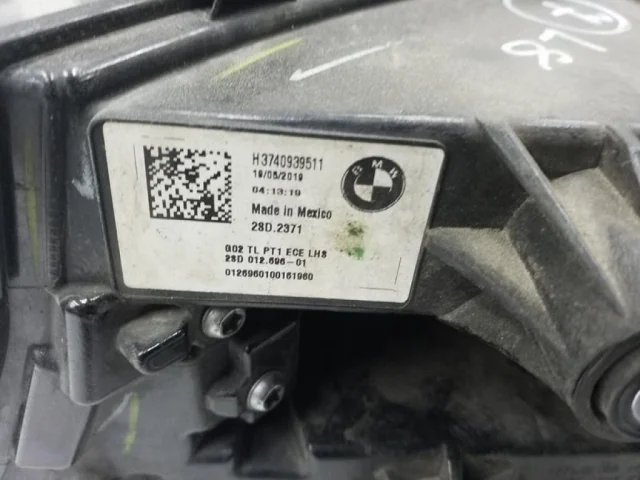 H3740939511
19/05/2019
04:13:19
Made in Mexico
28D.2371
G02 TL PT1 ECE LHS
28D 012.696-01
0126960100161960
BMW